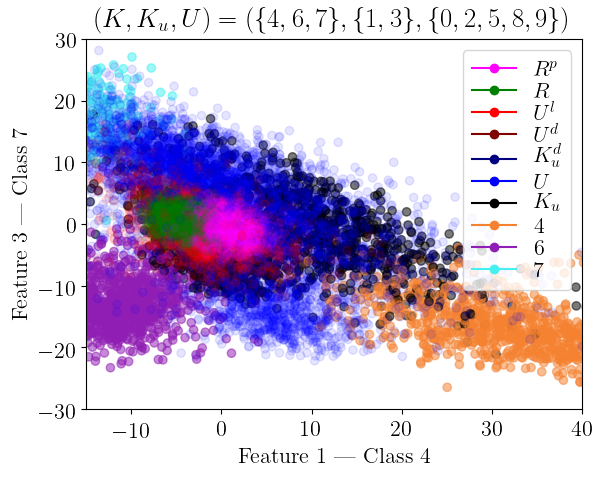 (K, K_u, U) = ({4, 6, 7}, {1, 3}, {0, 2, 5, 8, 9})
30
20
10
0
−10
−20
−30
Feature 3 — Class 7
R^p
R
U^l
U^d
K_u^d
U
K_u
4
6
7
−10
0
10
20
30
40
Feature 1 — Class 4